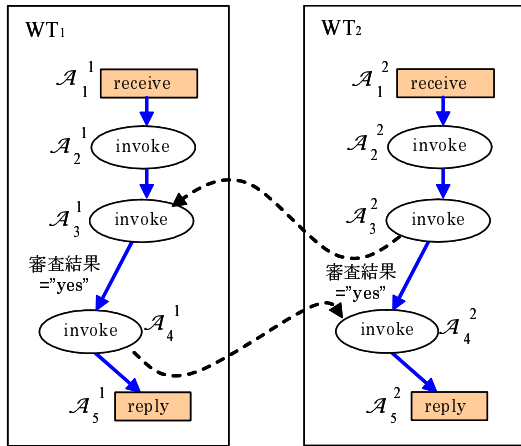 WT₁
𝒜₁¹ receive
𝒜₂¹ invoke
𝒜₃¹ invoke
審査結果
="yes"
invoke 𝒜₄¹
𝒜₅¹ reply
WT₂
𝒜₁² receive
𝒜₂² invoke
𝒜₃² invoke
審査結果
="yes"
invoke 𝒜₄²
𝒜₅² reply